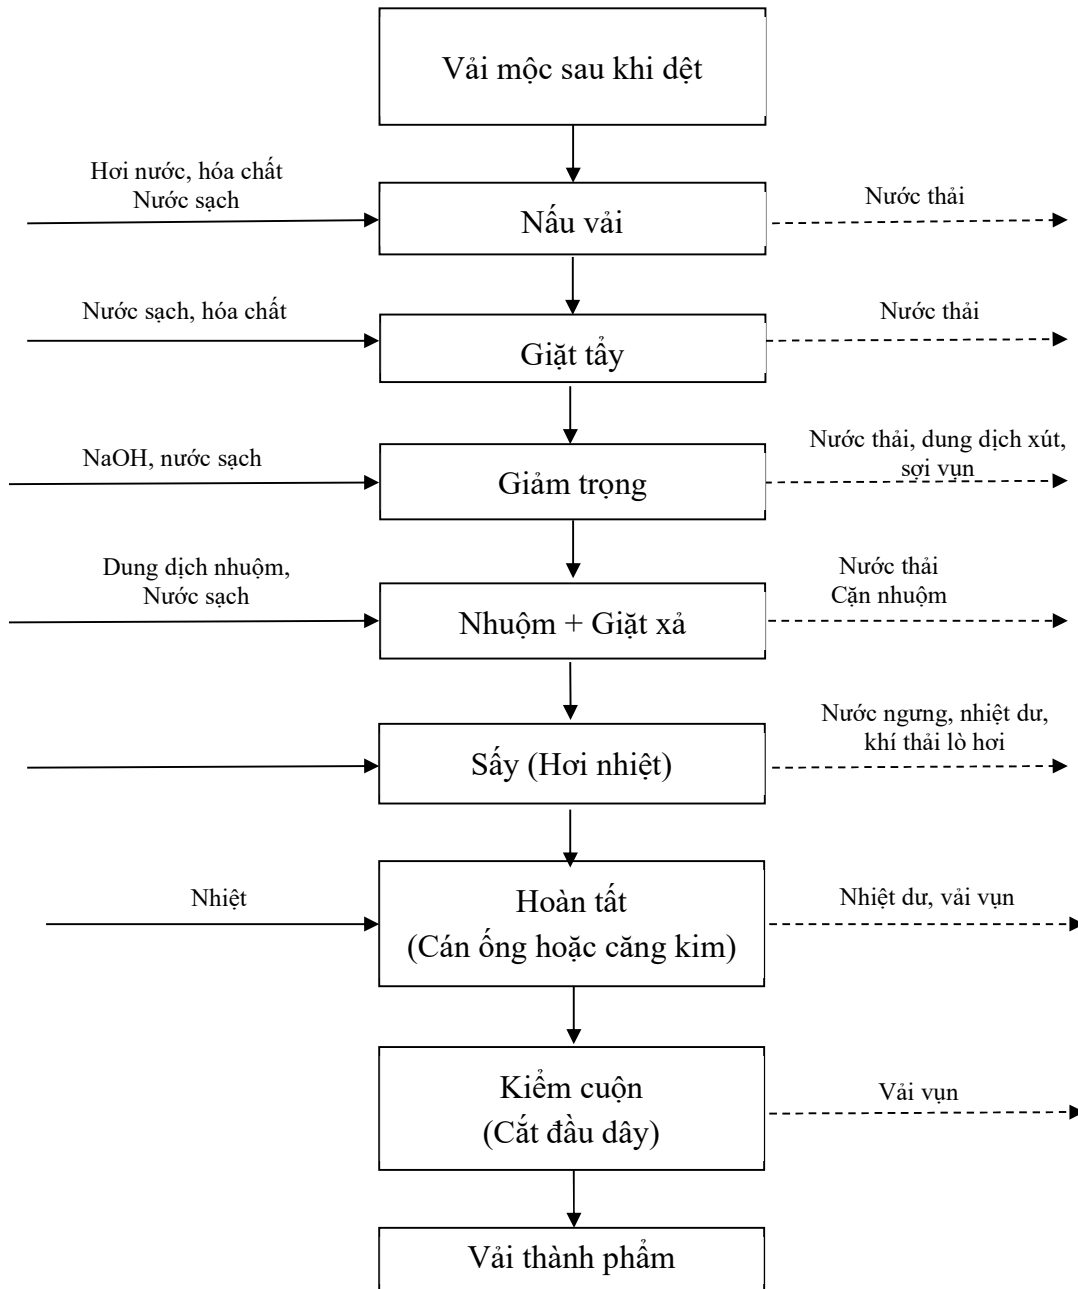 Vải mộc sau khi dệt
Hơi nước, hóa chất
Nước sạch
Nấu vải
Nước thải
Nước sạch, hóa chất
Giặt tẩy
Nước thải
NaOH, nước sạch
Giảm trọng
Nước thải, dung dịch xút,
sợi vụn
Dung dịch nhuộm,
Nước sạch
Nhuộm + Giặt xả
Nước thải
Cặn nhuộm
Sấy (Hơi nhiệt)
Nước ngưng, nhiệt dư,
khí thải lò hơi
Nhiệt
Hoàn tất
(Cán ống hoặc căng kim)
Nhiệt dư, vải vụn
Kiểm cuộn
(Cắt đầu dây)
Vải vụn
Vải thành phẩm